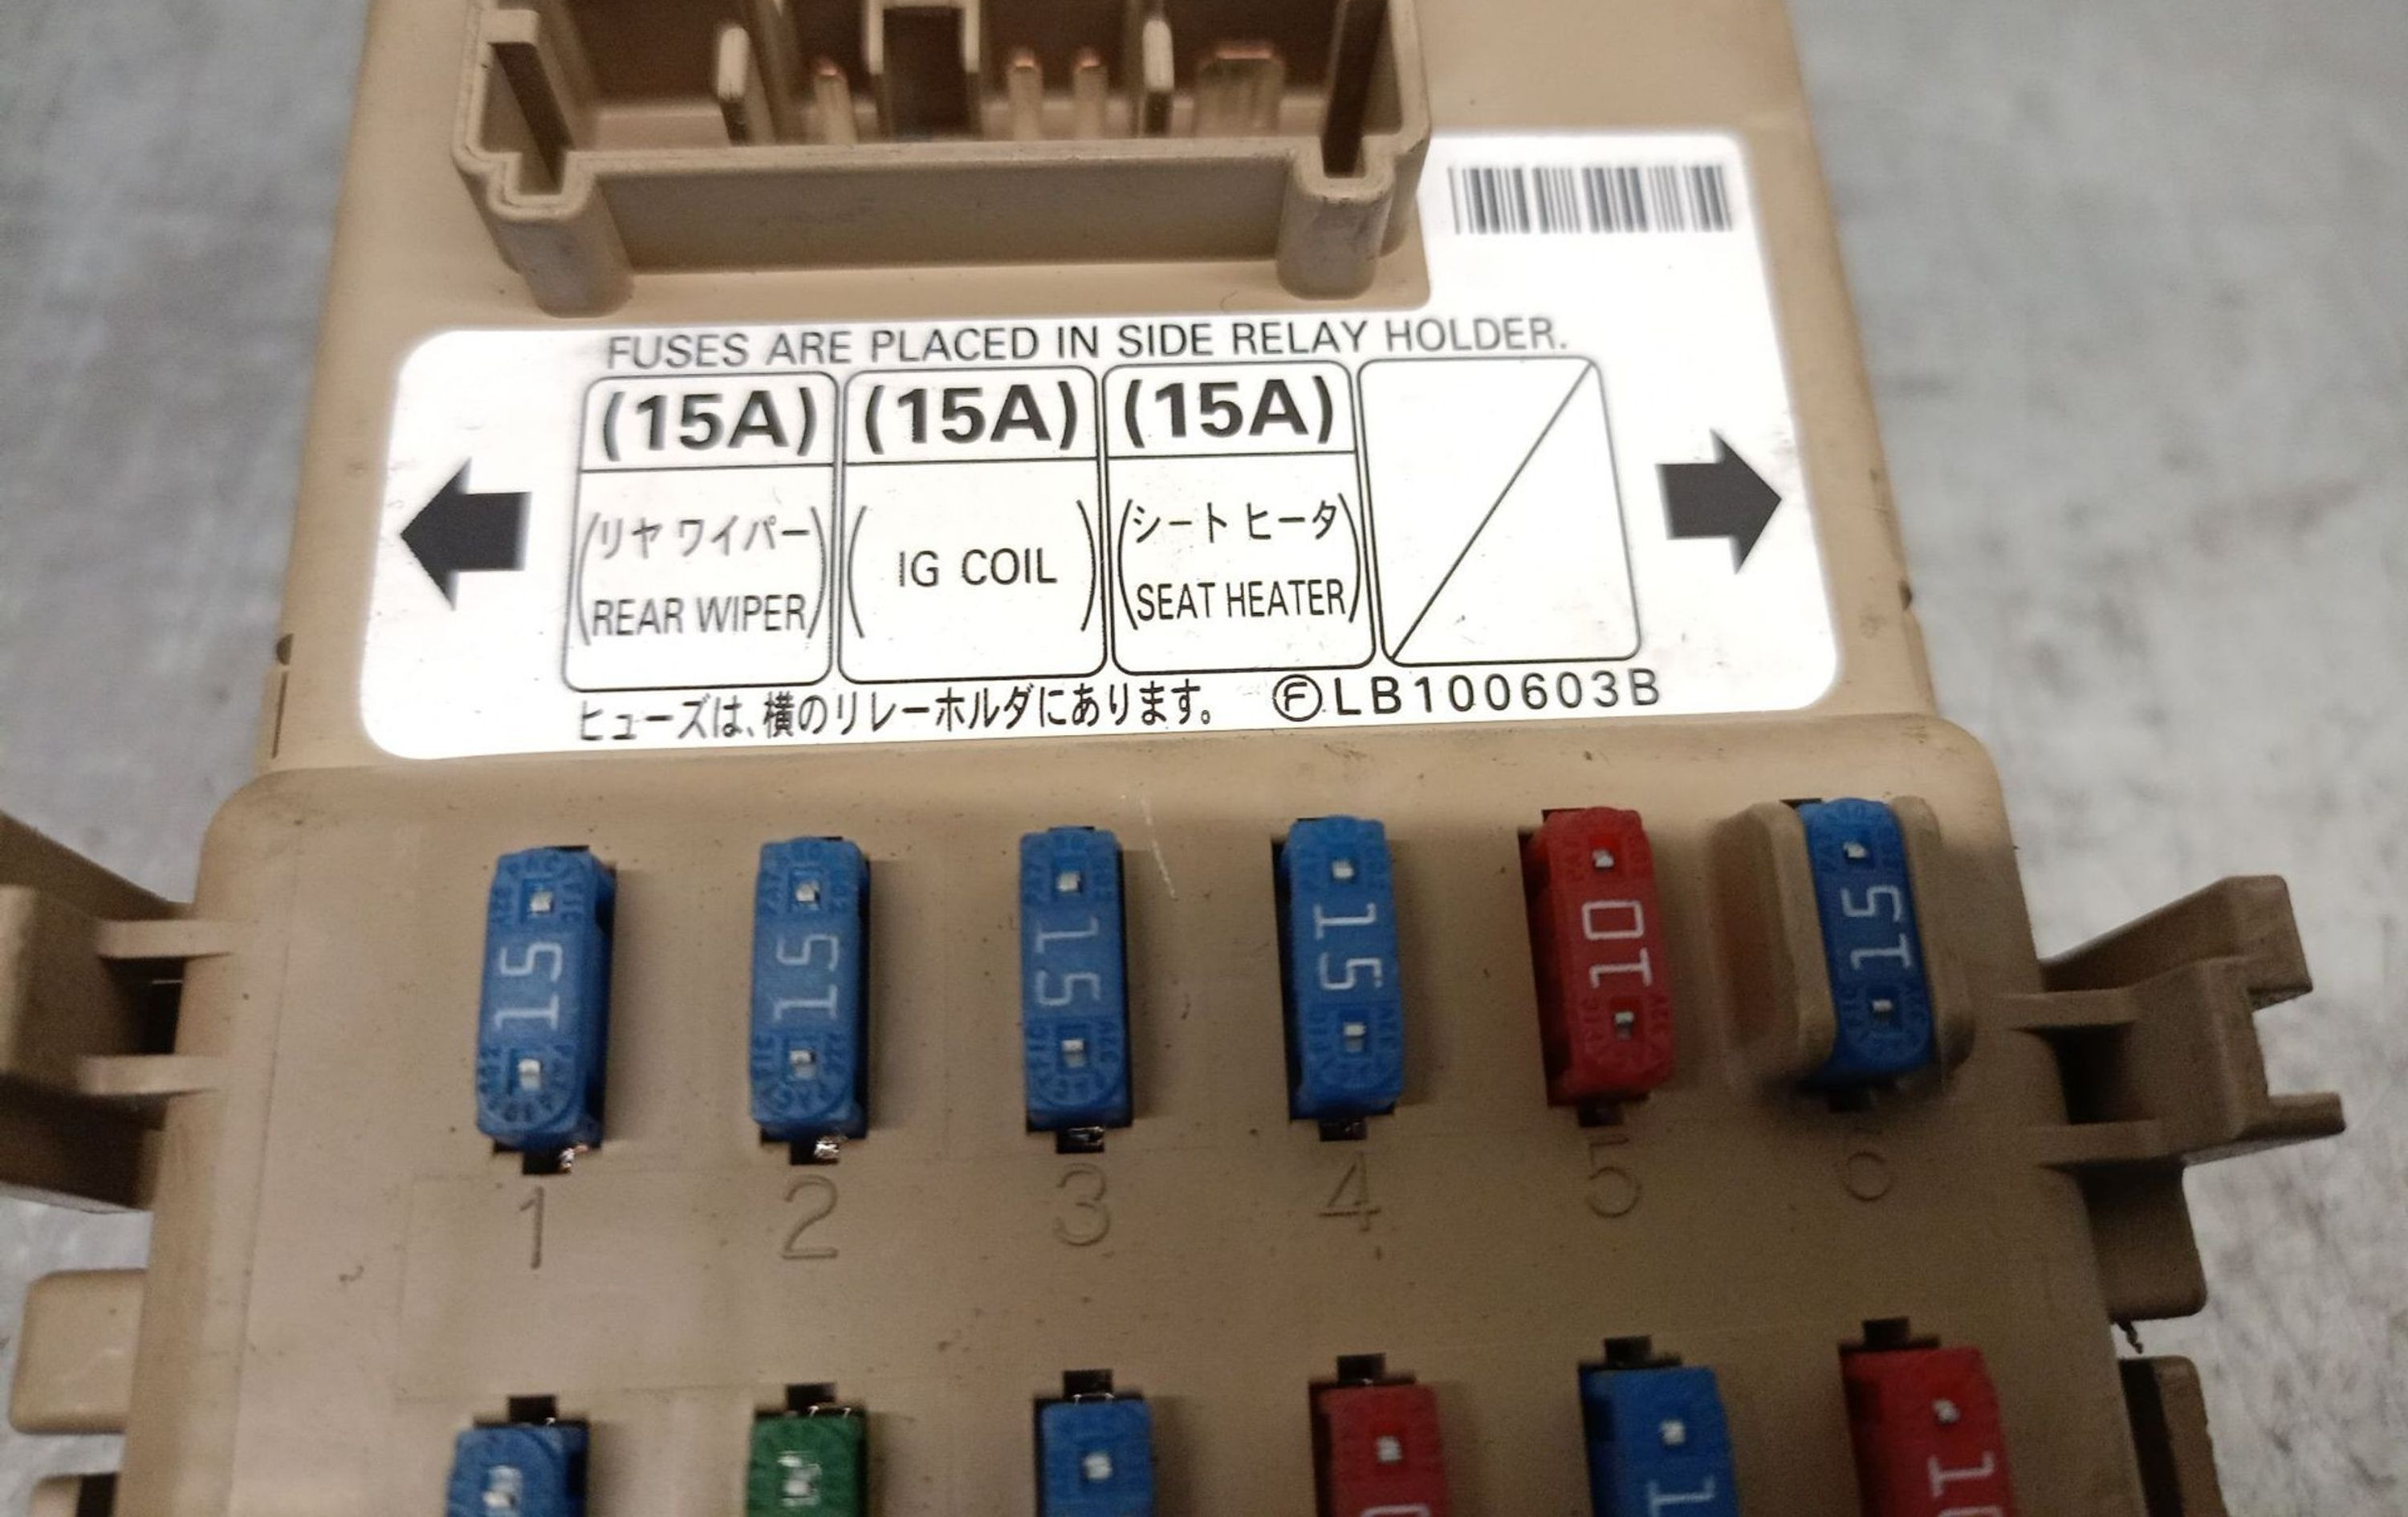 FUSES ARE PLACED IN SIDE RELAY HOLDER.
(15A) (15A) (15A)
(リヤ ワイパー REAR WIPER) (IG COIL) (シート ヒータ SEAT HEATER)
ヒューズは、横のリレーホルダにあります。 ⒻLB100603B
15 15 15 15 10 15
1 2 3 4 5 6